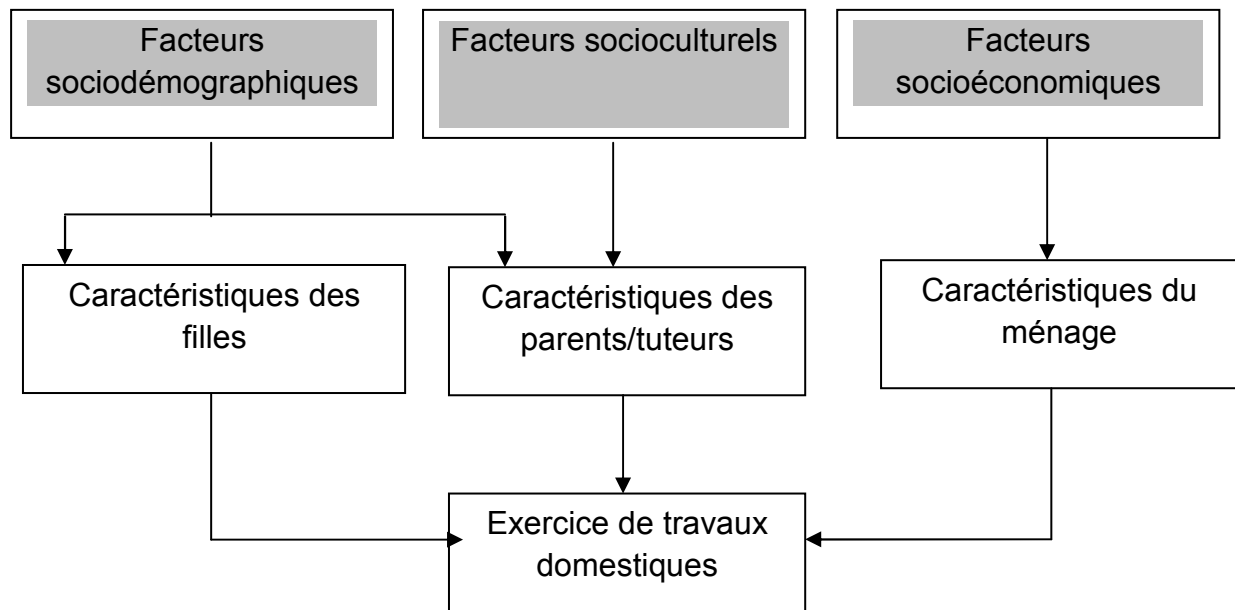 Facteurs
sociodémographiques
Facteurs socioculturels
Facteurs
socioéconomiques
Caractéristiques des
filles
Caractéristiques des
parents/tuteurs
Caractéristiques du
ménage
Exercice de travaux
domestiques